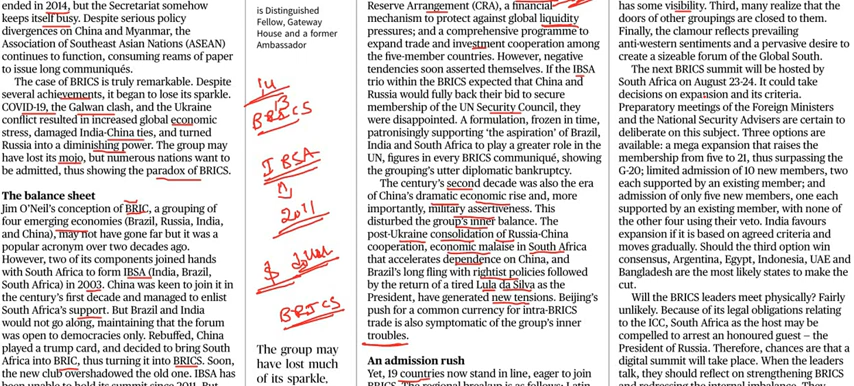 ended in 2014, but the Secretariat somehow
keeps itself busy. Despite serious policy
divergences on China and Myanmar, the
Association of Southeast Asian Nations (ASEAN)
continues to function, consuming reams of paper
to issue long communiqués.
The case of BRICS is truly remarkable. Despite
several achievements, it began to lose its sparkle.
COVID-19, the Galwan clash, and the Ukraine
conflict resulted in increased global economic
stress, damaged India-China ties, and turned
Russia into a diminishing power. The group may
have lost its mojo, but numerous nations want to
be admitted, thus showing the paradox of BRICS.
The balance sheet
Jim O'Neil's conception of BRIC, a grouping of
four emerging economies (Brazil, Russia, India,
and China), may not have gone far but it was a
popular acronym over two decades ago.
However, two of its components joined hands
with South Africa to form IBSA (India, Brazil,
South Africa) in 2003. China was keen to join it in
the century's first decade and managed to enlist
South Africa's support. But Brazil and India
would not go along, maintaining that the forum
was open to democracies only. Rebuffed, China
played a trump card, and decided to bring South
Africa into BRIC, thus turning it into BRICS. Soon,
the new club overshadowed the old one. IBSA has
been unable to hold its summit since 2011. But
is Distinguished
Fellow, Gateway
House and a former
Ambassador
BRICS
IBSA
2011
BRICS
The group may
have lost much
of its sparkle,
Reserve Arrangement (CRA), a financial
mechanism to protect against global liquidity
pressures; and a comprehensive programme to
expand trade and investment cooperation among
the five-member countries. However, negative
tendencies soon asserted themselves. If the IBSA
trio within the BRICS expected that China and
Russia would fully back their bid to secure
membership of the UN Security Council, they
were disappointed. A formulation, frozen in time,
patronisingly supporting 'the aspiration' of Brazil,
India and South Africa to play a greater role in the
UN, figures in every BRICS communiqué, showing
the grouping's utter diplomatic bankruptcy.
The century's second decade was also the era
of China's dramatic economic rise and, more
importantly, military assertiveness. This
disturbed the group's inner balance. The
post-Ukraine consolidation of Russia-China
cooperation, economic malaise in South Africa
that accelerates dependence on China, and
Brazil's long fling with rightist policies followed
by the return of a tired Lula da Silva as the
President, have generated new tensions. Beijing's
push for a common currency for intra-BRICS
trade is also symptomatic of the group's inner
troubles.
An admission rush
Yet, 19 countries now stand in line, eager to join
BRICS. The regional breakup is as follows: Latin
has some visibility. Third, many realize that the
doors of other groupings are closed to them.
Finally, the clamour reflects prevailing
anti-western sentiments and a pervasive desire to
create a sizeable forum of the Global South.
The next BRICS summit will be hosted by
South Africa on August 23-24. It could take
decisions on expansion and its criteria.
Preparatory meetings of the Foreign Ministers
and the National Security Advisers are certain to
deliberate on this subject. Three options are
available: a mega expansion that raises the
membership from five to 21, thus surpassing the
G-20; limited admission of 10 new members, two
each supported by an existing member; and
admission of only five new members, one each
supported by an existing member, with none of
the other four using their veto. India favours
expansion if it is based on agreed criteria and
moves gradually. Should the third option win
consensus, Argentina, Egypt, Indonesia, UAE and
Bangladesh are the most likely states to make the
cut.
Will the BRICS leaders meet physically? Fairly
unlikely. Because of its legal obligations relating
to the ICC, South Africa as the host may be
compelled to arrest an honoured guest – the
President of Russia. Therefore, chances are that a
digital summit will take place. When the leaders
talk, they should reflect on strengthening BRICS
and redressing the internal imbalance. They